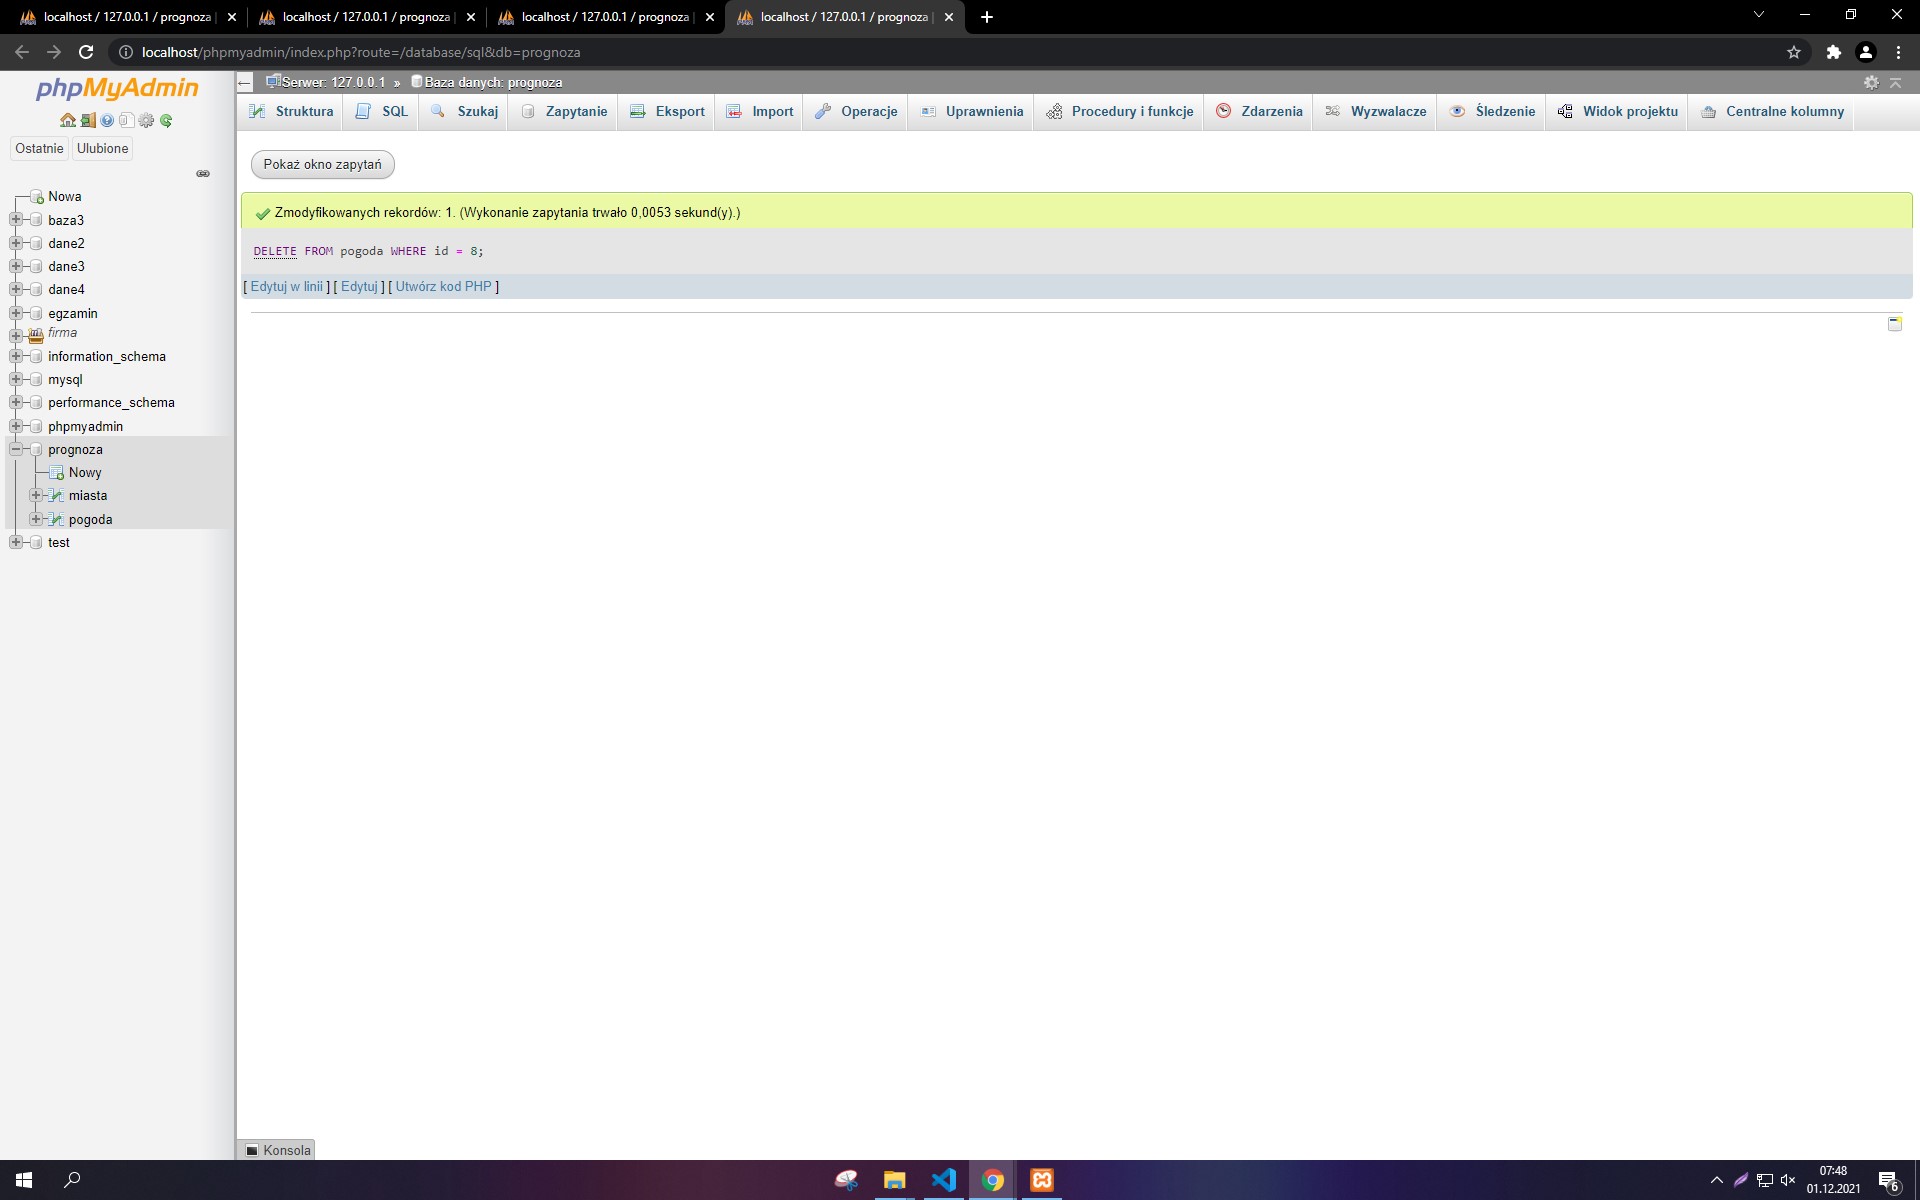 localhost / 127.0.0.1 / prognoza
localhost / 127.0.0.1 / prognoza
localhost / 127.0.0.1 / prognoza
localhost / 127.0.0.1 / prognoza
localhost/phpmyadmin/index.php?route=/database/sql&db=prognoza
phpMyAdmin
Ostatnie Ulubione
Nowa
baza3
dane2
dane3
dane4
egzamin
firma
information_schema
mysql
performance_schema
phpmyadmin
prognoza
Nowy
miasta
pogoda
test
Serwer: 127.0.0.1 » Baza danych: prognoza
Struktura SQL Szukaj Zapytanie Eksport Import Operacje Uprawnienia Procedury i funkcje Zdarzenia Wyzwalacze Śledzenie Widok projektu Centralne kolumny
Pokaż okno zapytań
Zmodyfikowanych rekordów: 1. (Wykonanie zapytania trwało 0,0053 sekund(y).)
DELETE FROM pogoda WHERE id = 8;
[ Edytuj w linii ] [ Edytuj ] [ Utwórz kod PHP ]
Konsola
07:48
01.12.2021
6